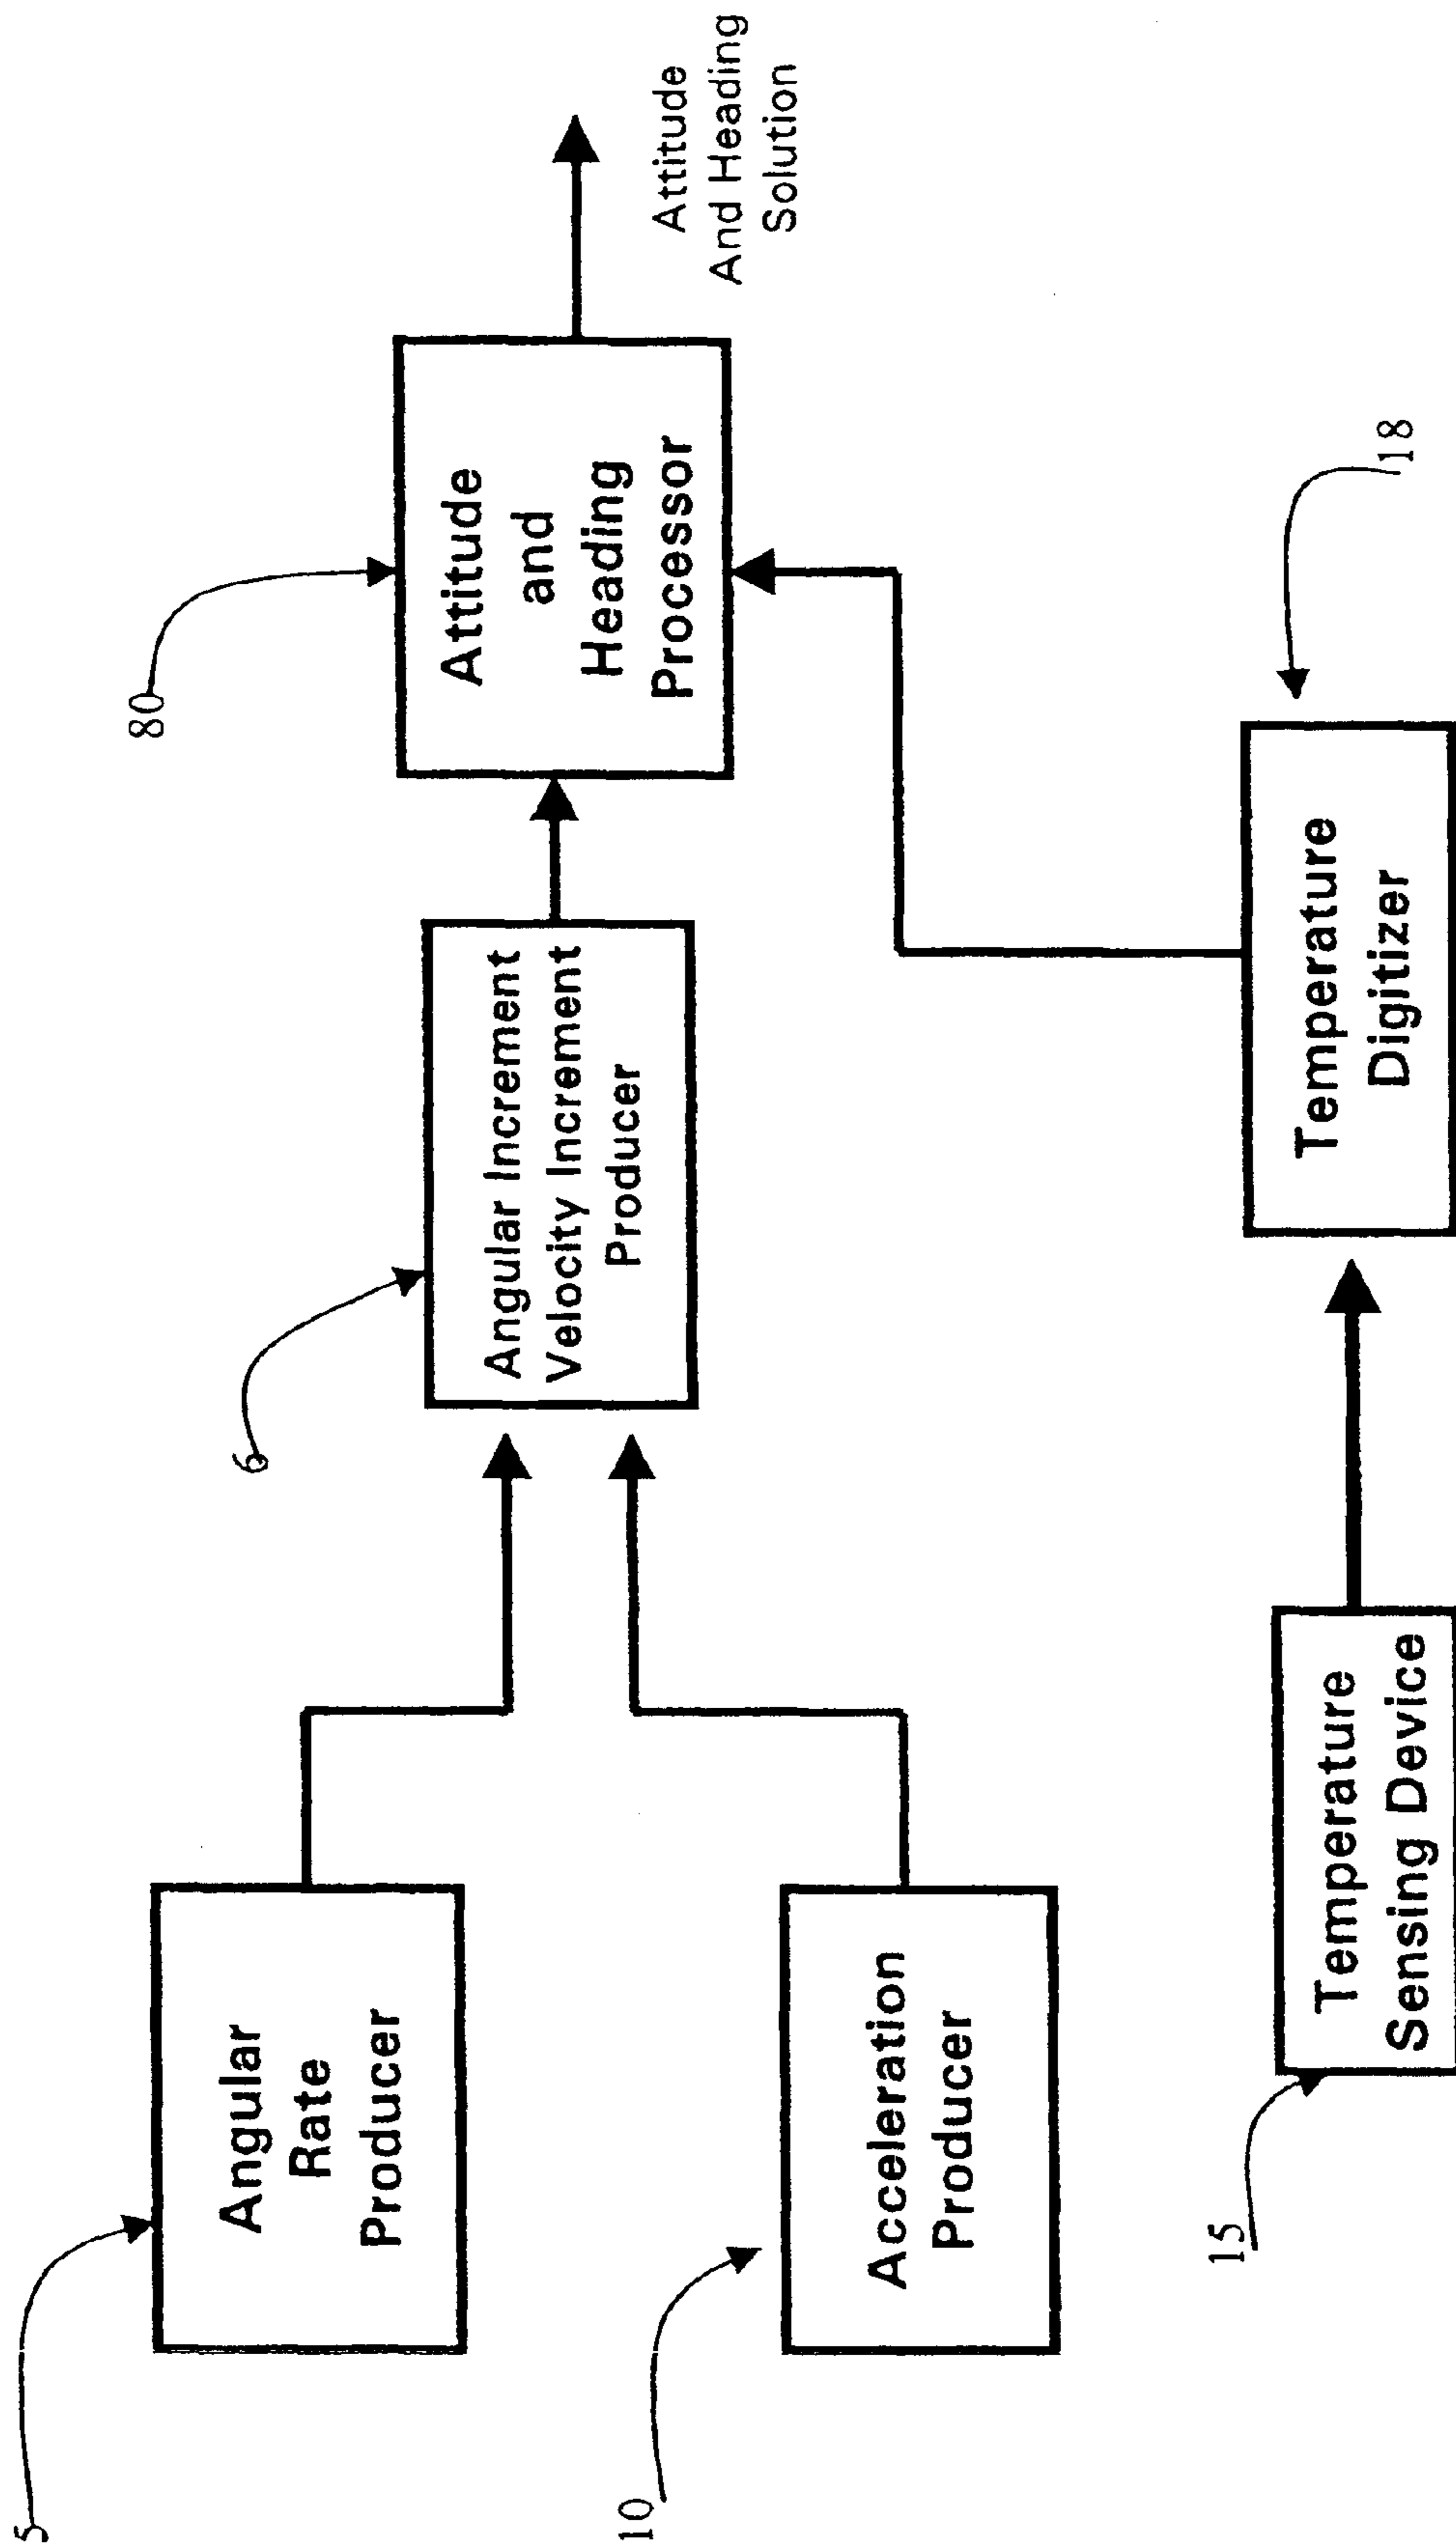 5
Angular
Rate
Producer
10
Acceleration
Producer
6
Angular Increment
Velocity Increment
Producer
80
Attitude
and
Heading
Processor
Attitude
And Heading
Solution
15
Temperature
Sensing Device
Temperature
Digitizer
18